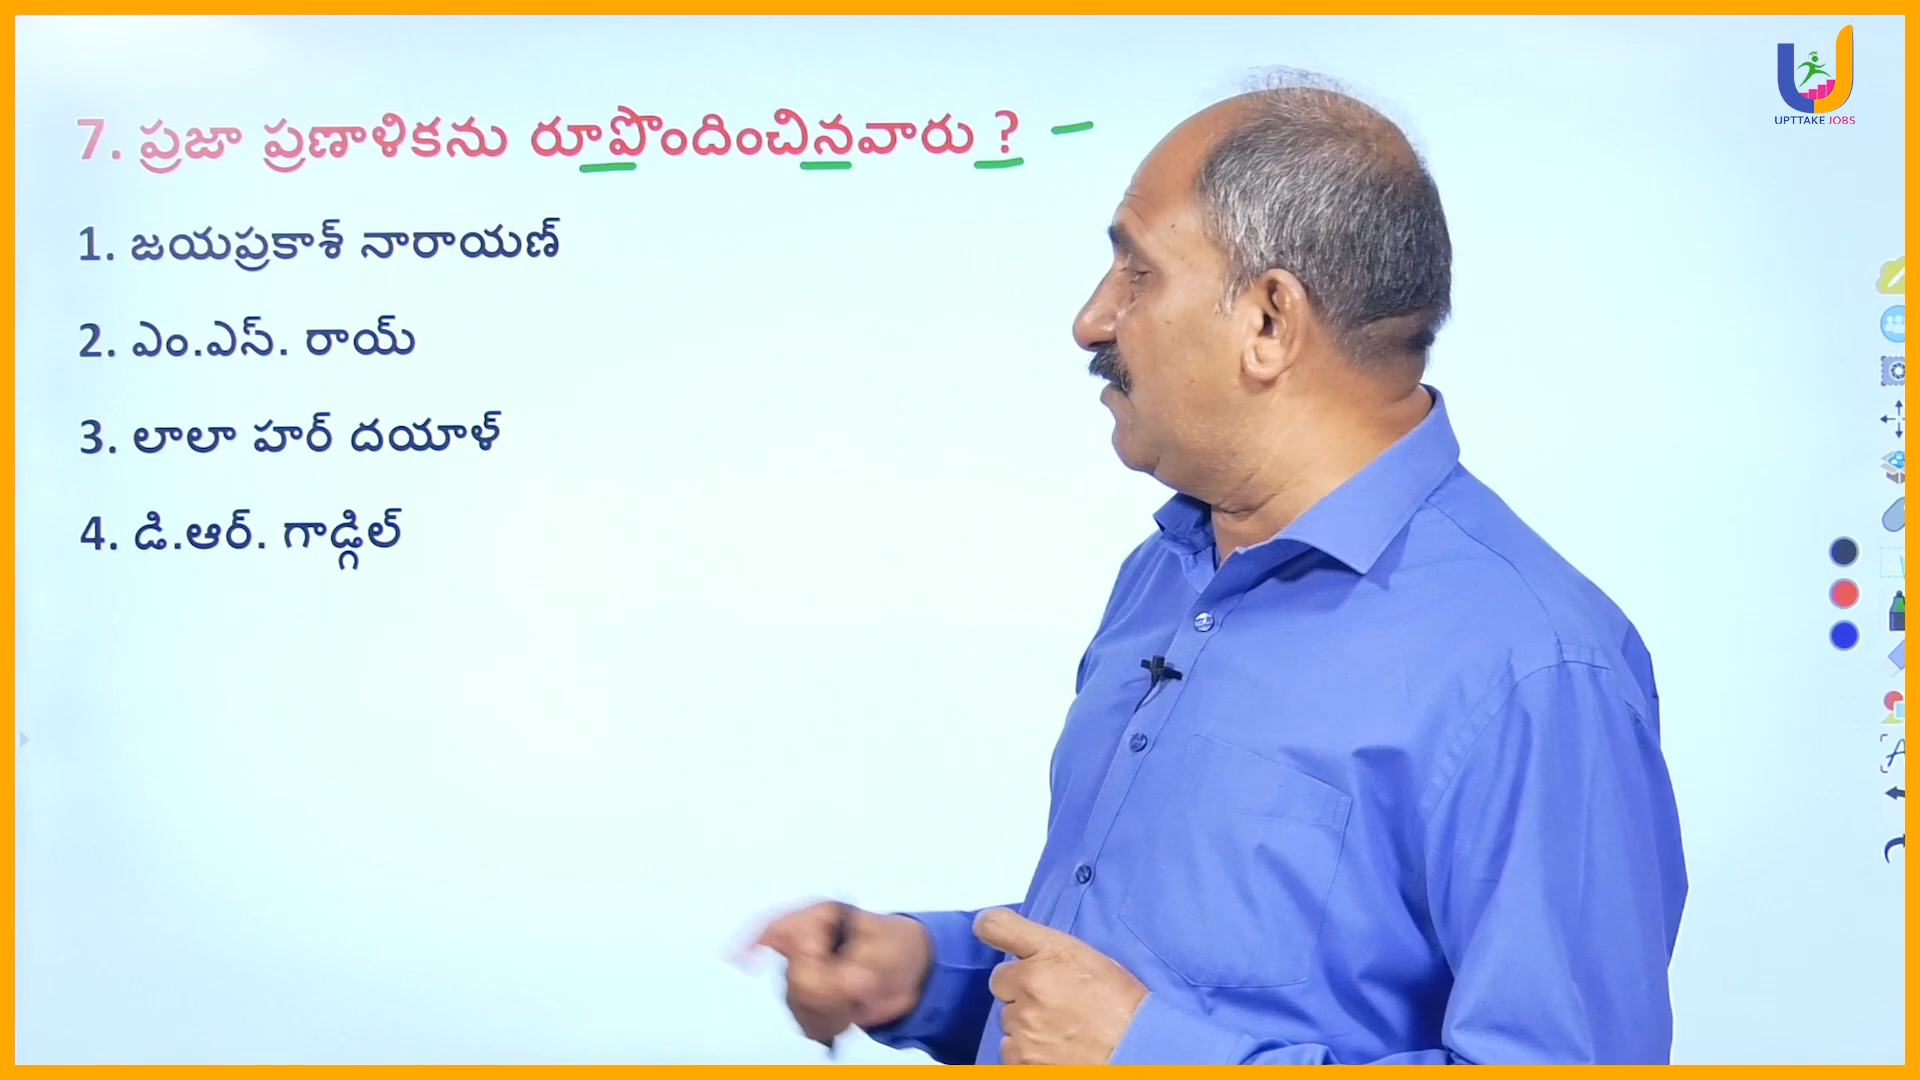 UPTTAKE JOBS
7. ప్రజా ప్రణాళికను రూపొందించినవారు ?
1. జయప్రకాశ్ నారాయణ్
2. ఎం.ఎస్. రాయ్
3. లాలా హర్ దయాళ్
4. డి.ఆర్. గాడ్గిల్